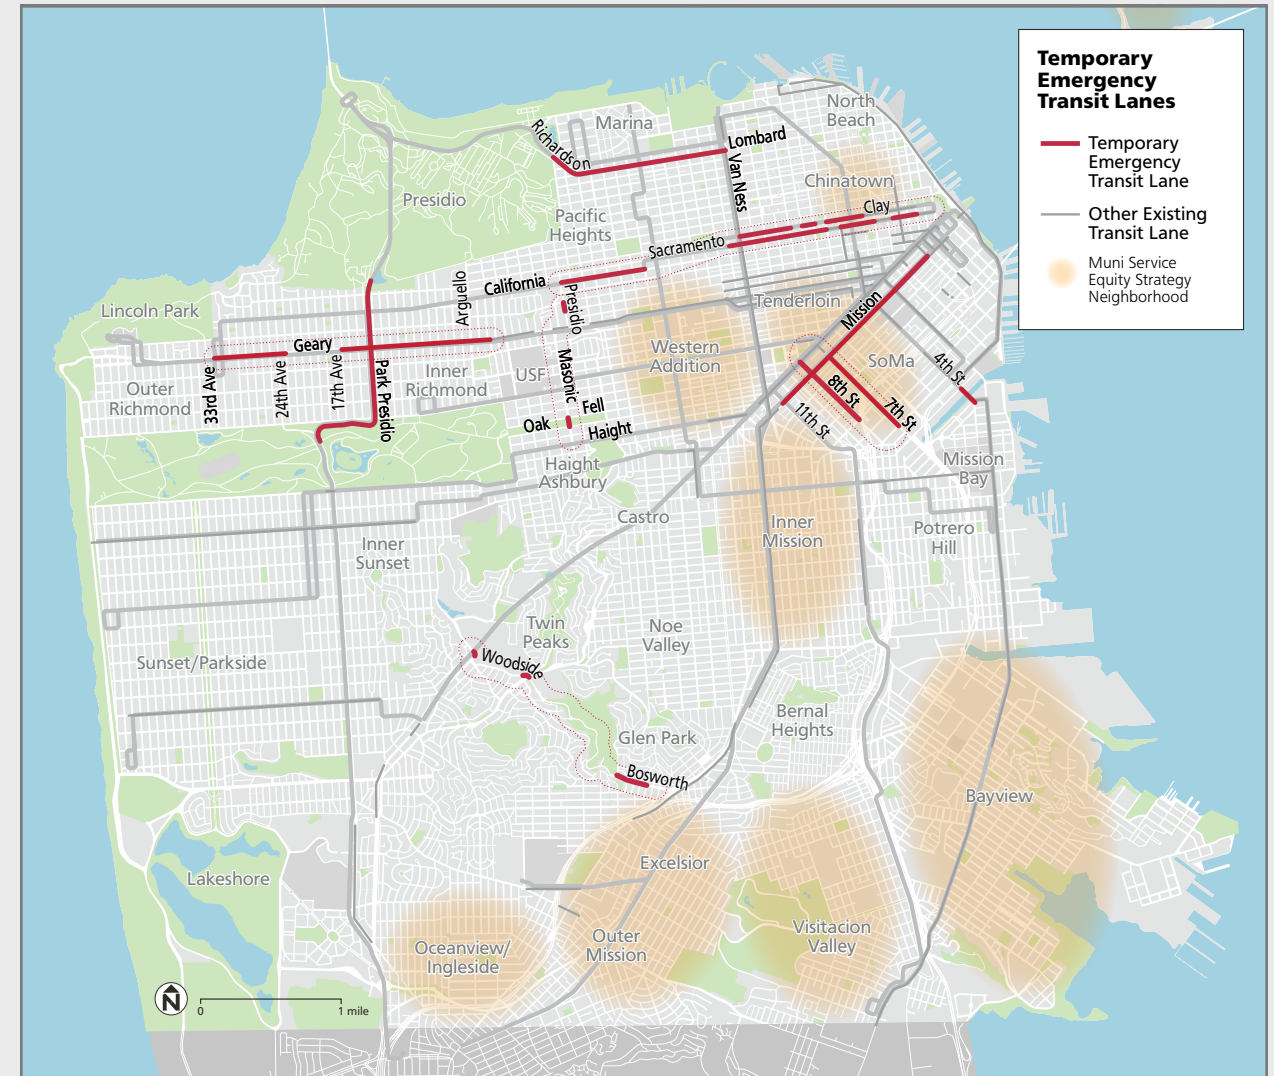 Temporary
Emergency
Transit Lanes
Temporary
Emergency
Transit Lane
Other Existing
Transit Lane
Muni Service
Equity Strategy
Neighborhood
North
Beach
Marina
Richardson
Lombard
Van Ness
Chinatown
Presidio
Pacific
Heights
Clay
Sacramento
California
Arguello
Presidio
Tenderloin
Lincoln Park
Mission
Geary
Western
Addition
SoMa
4th St
Outer
Richmond
33rd Ave
24th Ave
17th Ave
Park Presidio
Inner
Richmond
USF
Masonic
8th St
7th St
11th St
Oak
Fell
Haight
Haight
Ashbury
Mission
Bay
Castro
Inner
Mission
Potrero
Hill
Inner
Sunset
Twin
Peaks
Noe
Valley
Sunset/Parkside
Woodside
Bernal
Heights
Glen Park
Bosworth
Bayview
Excelsior
Lakeshore
Oceanview/
Ingleside
Outer
Mission
Visitacion
Valley
N
0
1 mile